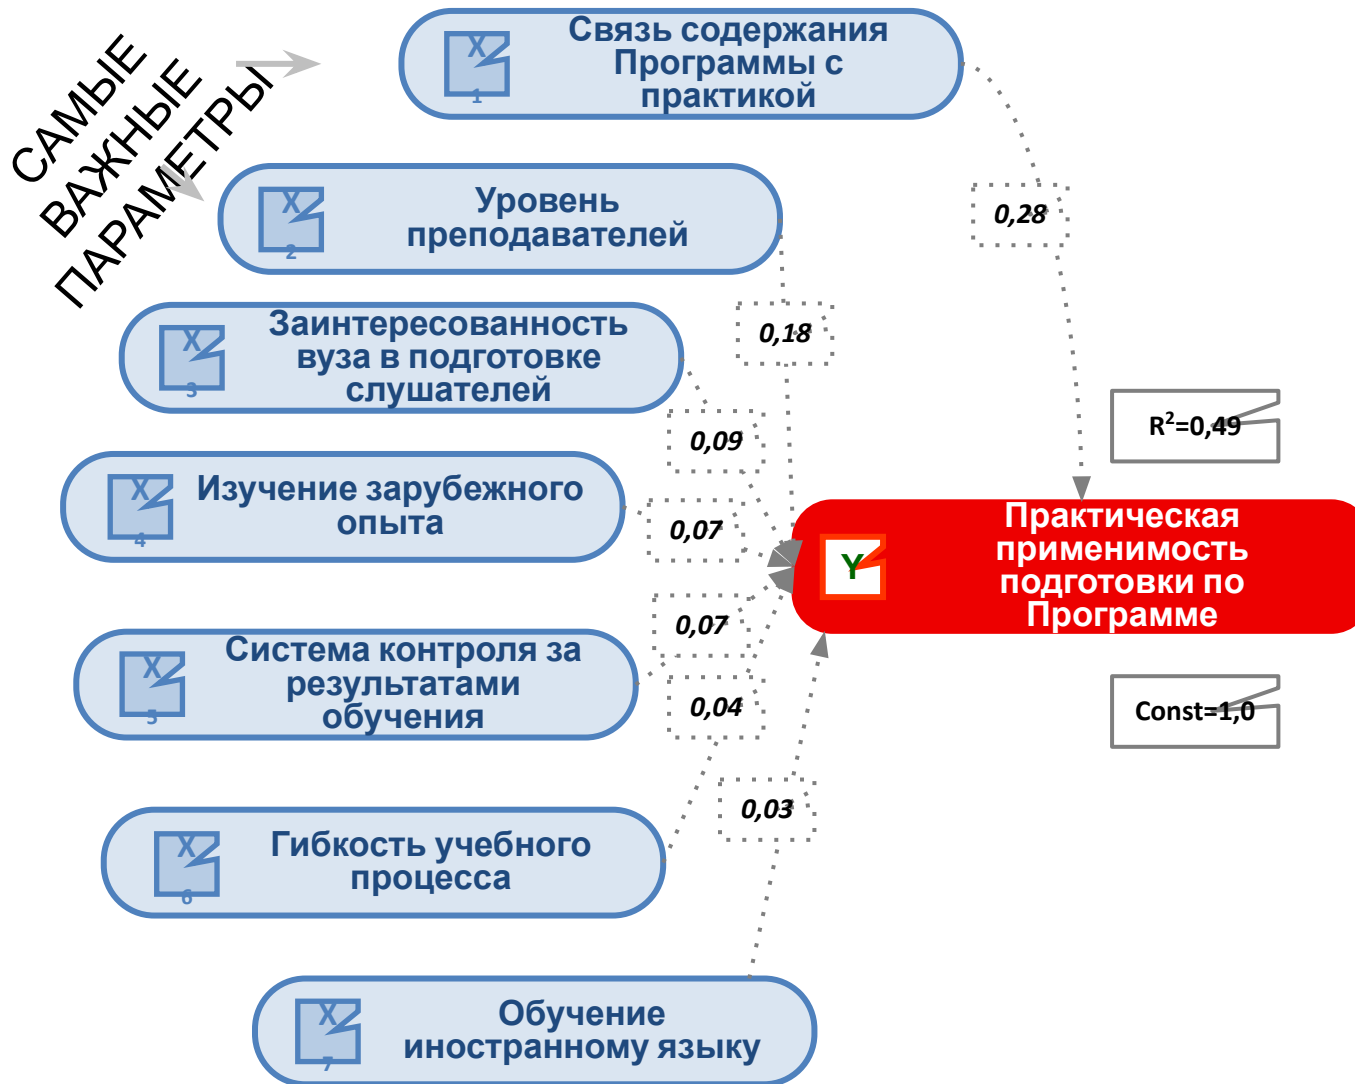 САМЫЕ
ВАЖНЫЕ
ПАРАМЕТРЫ
X
1
Связь содержания
Программы с
практикой
0,28
X
2
Уровень
преподавателей
0,18
X
3
Заинтересованность
вуза в подготовке
слушателей
0,09
X
4
Изучение зарубежного
опыта
0,07
X
5
Система контроля за
результатами
обучения
0,07
X
6
Гибкость учебного
процесса
0,04
X
7
Обучение
иностранному языку
0,03
R²=0,49
Y
Практическая
применимость
подготовки по
Программе
Const=1,0